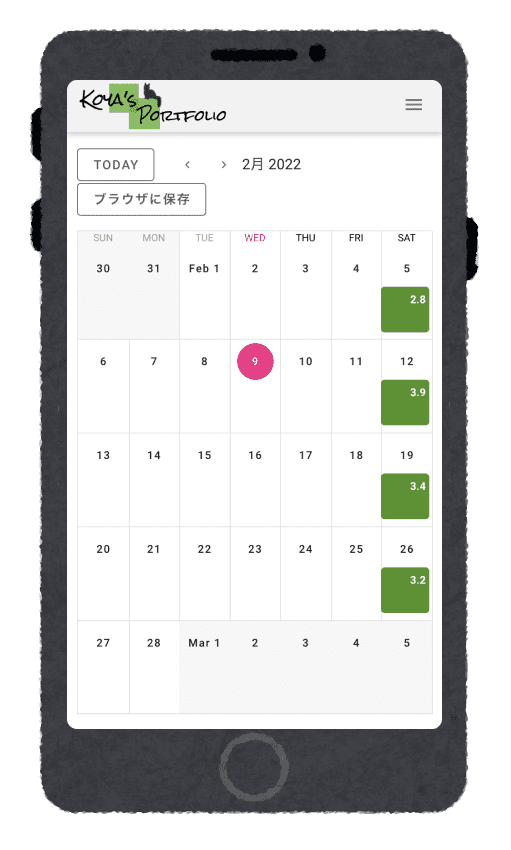 Koya's
Portfolio
TODAY
2月 2022
ブラウザに保存
SUN MON TUE WED THU FRI SAT
30 31 Feb 1 2 3 4 5
2.8
6 7 8 9 10 11 12
3.9
13 14 15 16 17 18 19
3.4
20 21 22 23 24 25 26
3.2
27 28 Mar 1 2 3 4 5